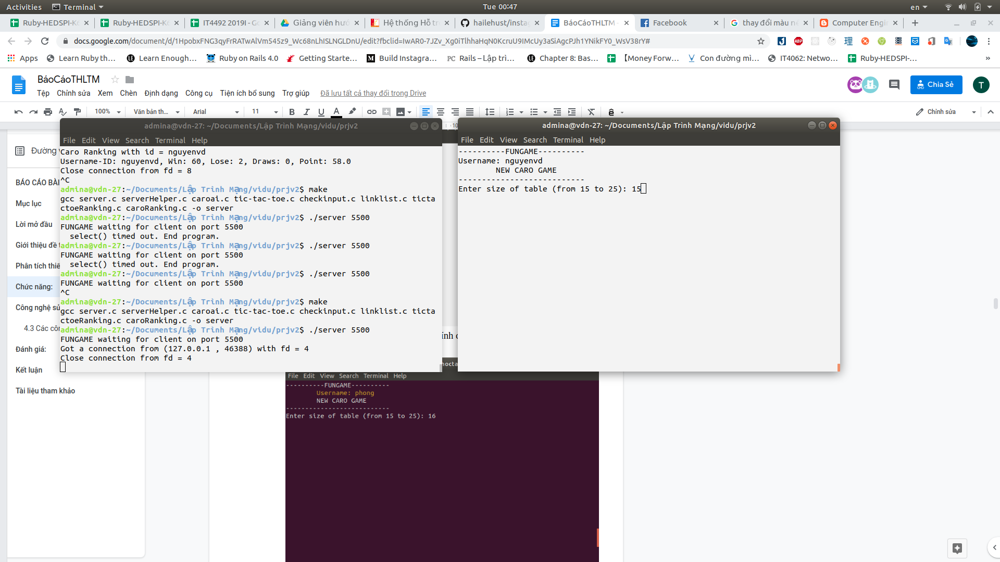 Activities
Terminal
Tue 00:47
en
Ruby-HEDSPI-K6
Ruby-HEDSPI-K6
IT4492 2019I - Go
Giảng viên hướ
Hệ thống Hỗ tr
hailehust/insta
BáoCáoTHLTM -
Facebook
thay đổi màu nề
Computer Engi
docs.google.com/document/d/1HpobxFNG3qyFrRATwAlVm545z9_Wc68nLhISLNGLDnU/edit?fbclid=IwAR0-7JZv_Xg0iTlhhaHqN0KcruU9IMcUy3aSiAgcPJh1YNikFY0_WsV38rY#
Apps
Learn Ruby th...
Learn Enough...
Ruby on Rails 4.0
Getting Starte...
Build Instagra...
Rails – Lập trì...
Chapter 8: Bas...
【Money Forw...
Con đường mì...
IT4062: Netwo...
Ruby-HEDSPI-...
»
BáoCáoTHLTM
Tệp Chỉnh sửa Xem Chèn Định dạng Công cụ Tiện ích bổ sung Trợ giúp Đã lưu tất cả thay đổi trong Drive
Chia Sẻ
T
100%
Văn bản th...
Arial
11
Chỉnh sửa
Đường
BÁO CÁO BÀI
Mục lục
Lời mở đầu
Giới thiệu đề t
Phân tích thiế
Chức năng:
Công nghệ sử
4.3 Các côn
Đánh giá:
Kết luận
Tài liệu tham khảo
admina@vdn-27: ~/Documents/Lập Trình Mạng/vidu/prjv2
File Edit View Search Terminal Help
Caro Ranking with id = nguyenvd
Username-ID: nguyenvd, Win: 60, Lose: 2, Draws: 0, Point: 58.0
Close connection from fd = 8
^C
admina@vdn-27:~/Documents/Lập Trình Mạng/vidu/prjv2$ make
gcc server.c serverHelper.c caroai.c tic-tac-toe.c checkinput.c linklist.c ticta
ctoeRanking.c caroRanking.c -o server
admina@vdn-27:~/Documents/Lập Trình Mạng/vidu/prjv2$ ./server 5500
FUNGAME waiting for client on port 5500
select() timed out. End program.
admina@vdn-27:~/Documents/Lập Trình Mạng/vidu/prjv2$ ./server 5500
FUNGAME waiting for client on port 5500
select() timed out. End program.
admina@vdn-27:~/Documents/Lập Trình Mạng/vidu/prjv2$ ./server 5500
FUNGAME waiting for client on port 5500
^C
admina@vdn-27:~/Documents/Lập Trình Mạng/vidu/prjv2$ make
gcc server.c serverHelper.c caroai.c tic-tac-toe.c checkinput.c linklist.c ticta
ctoeRanking.c caroRanking.c -o server
admina@vdn-27:~/Documents/Lập Trình Mạng/vidu/prjv2$ ./server 5500
FUNGAME waiting for client on port 5500
Got a connection from (127.0.0.1 , 46388) with fd = 4
Close connection from fd = 4
admina@vdn-27: ~/Documents/Lập Trình Mạng/vidu/prjv2
File Edit View Search Terminal Help
----------FUNGAME----------
Username: nguyenvd
NEW CARO GAME
---------------------------
Enter size of table (from 15 to 25): 15
File Edit View Search Terminal Help
----------FUNGAME----------
Username: phong
NEW CARO GAME
---------------------------
Enter size of table (from 15 to 25): 16